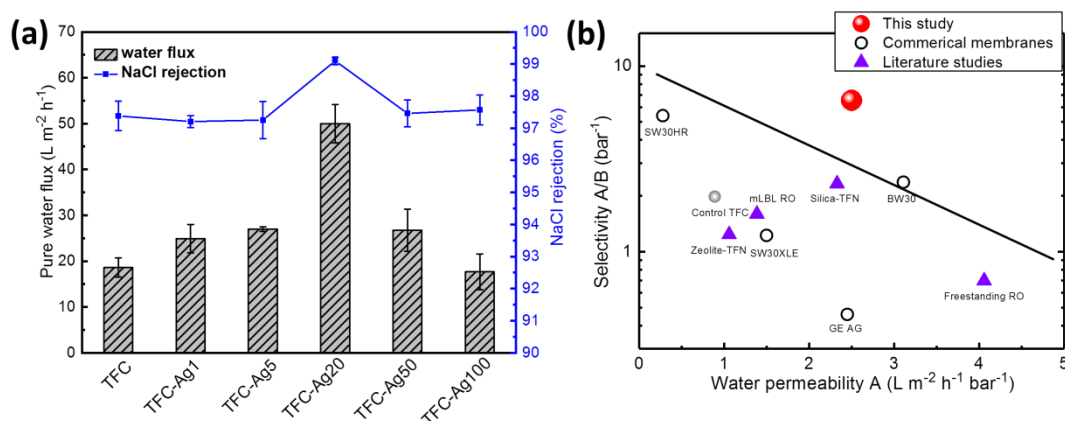 (a)
water flux
NaCl rejection
Pure water flux (L m⁻² h⁻¹)
70
60
50
40
30
20
10
0
NaCl rejection (%)
100
99
98
97
96
95
94
93
92
91
90
TFC
TFC-Ag1
TFC-Ag5
TFC-Ag20
TFC-Ag50
TFC-Ag100
(b)
This study
Commerical membranes
Literature studies
Selectivity A/B (bar⁻¹)
10
1
SW30HR
Control TFC
mLBL RO
Silica-TFN
BW30
Zeolite-TFN
SW30XLE
Freestanding RO
GE AG
0
1
2
3
4
5
Water permeability A (L m⁻² h⁻¹ bar⁻¹)